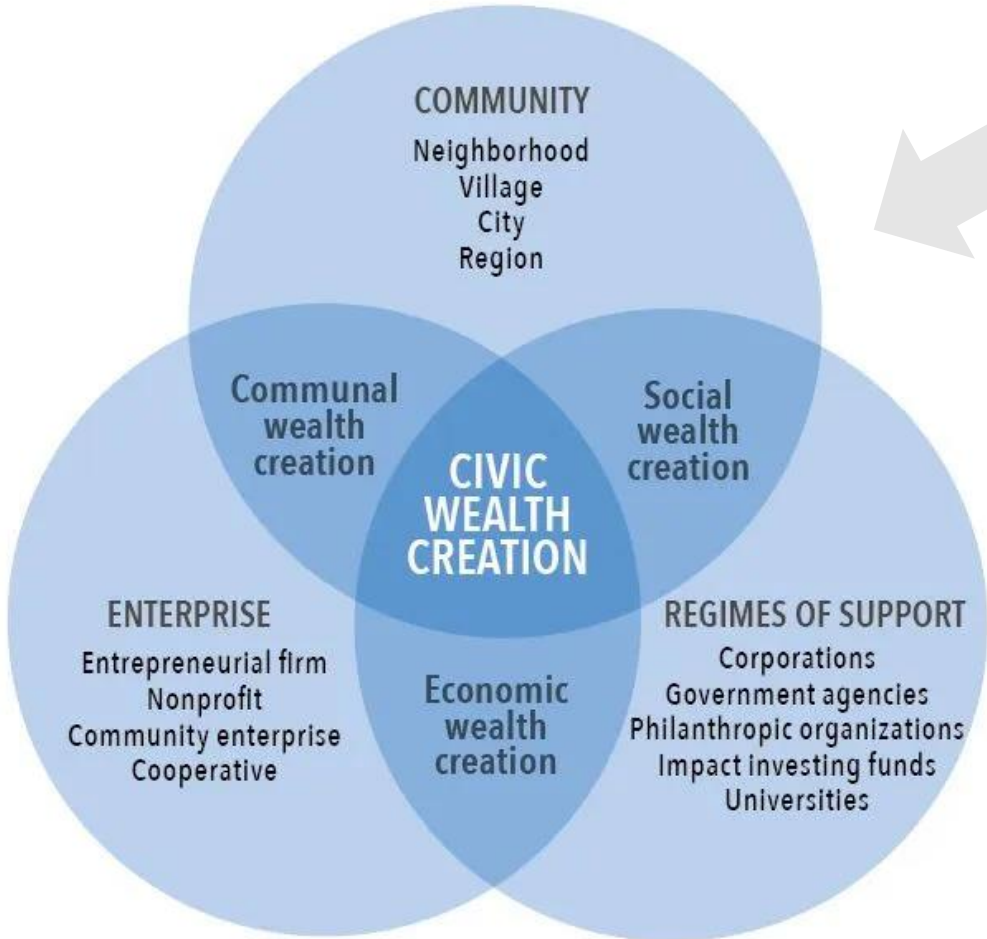 COMMUNITY
Neighborhood
Village
City
Region
Communal
wealth
creation
Social
wealth
creation
CIVIC
WEALTH
CREATION
ENTERPRISE
Entrepreneurial firm
Nonprofit
Community enterprise
Cooperative
Economic
wealth
creation
REGIMES OF SUPPORT
Corporations
Government agencies
Philanthropic organizations
Impact investing funds
Universities